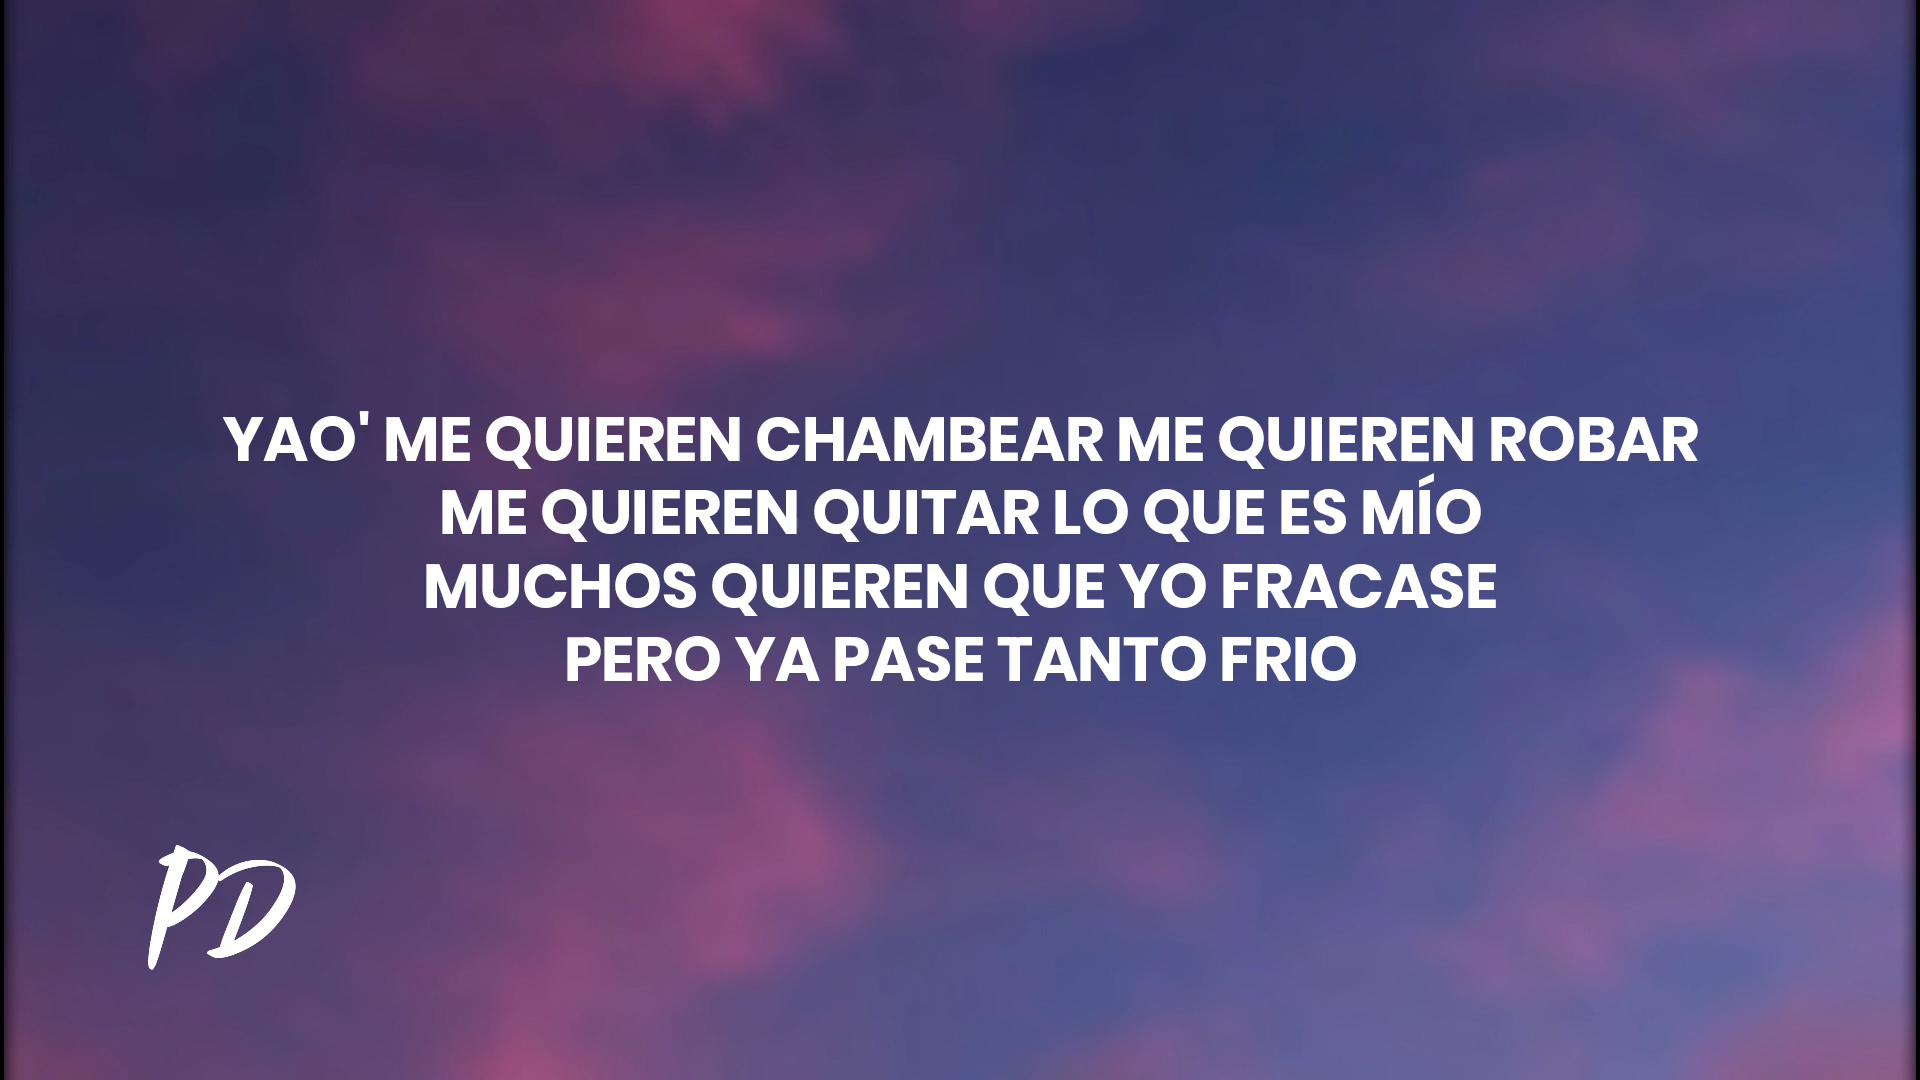 YAO' ME QUIEREN CHAMBEAR ME QUIEREN ROBAR
ME QUIEREN QUITAR LO QUE ES MÍO
MUCHOS QUIEREN QUE YO FRACASE
PERO YA PASE TANTO FRIO
PD